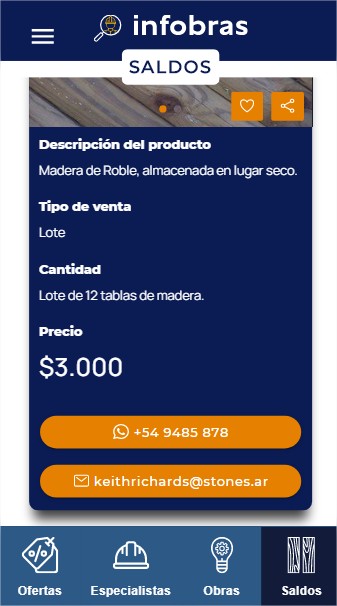 infobras
SALDOS
Descripción del producto
Madera de Roble, almacenada en lugar seco.
Tipo de venta
Lote
Cantidad
Lote de 12 tablas de madera.
Precio
$3.000
+54 9485 878
keithrichards@stones.ar
Ofertas Especialistas Obras Saldos